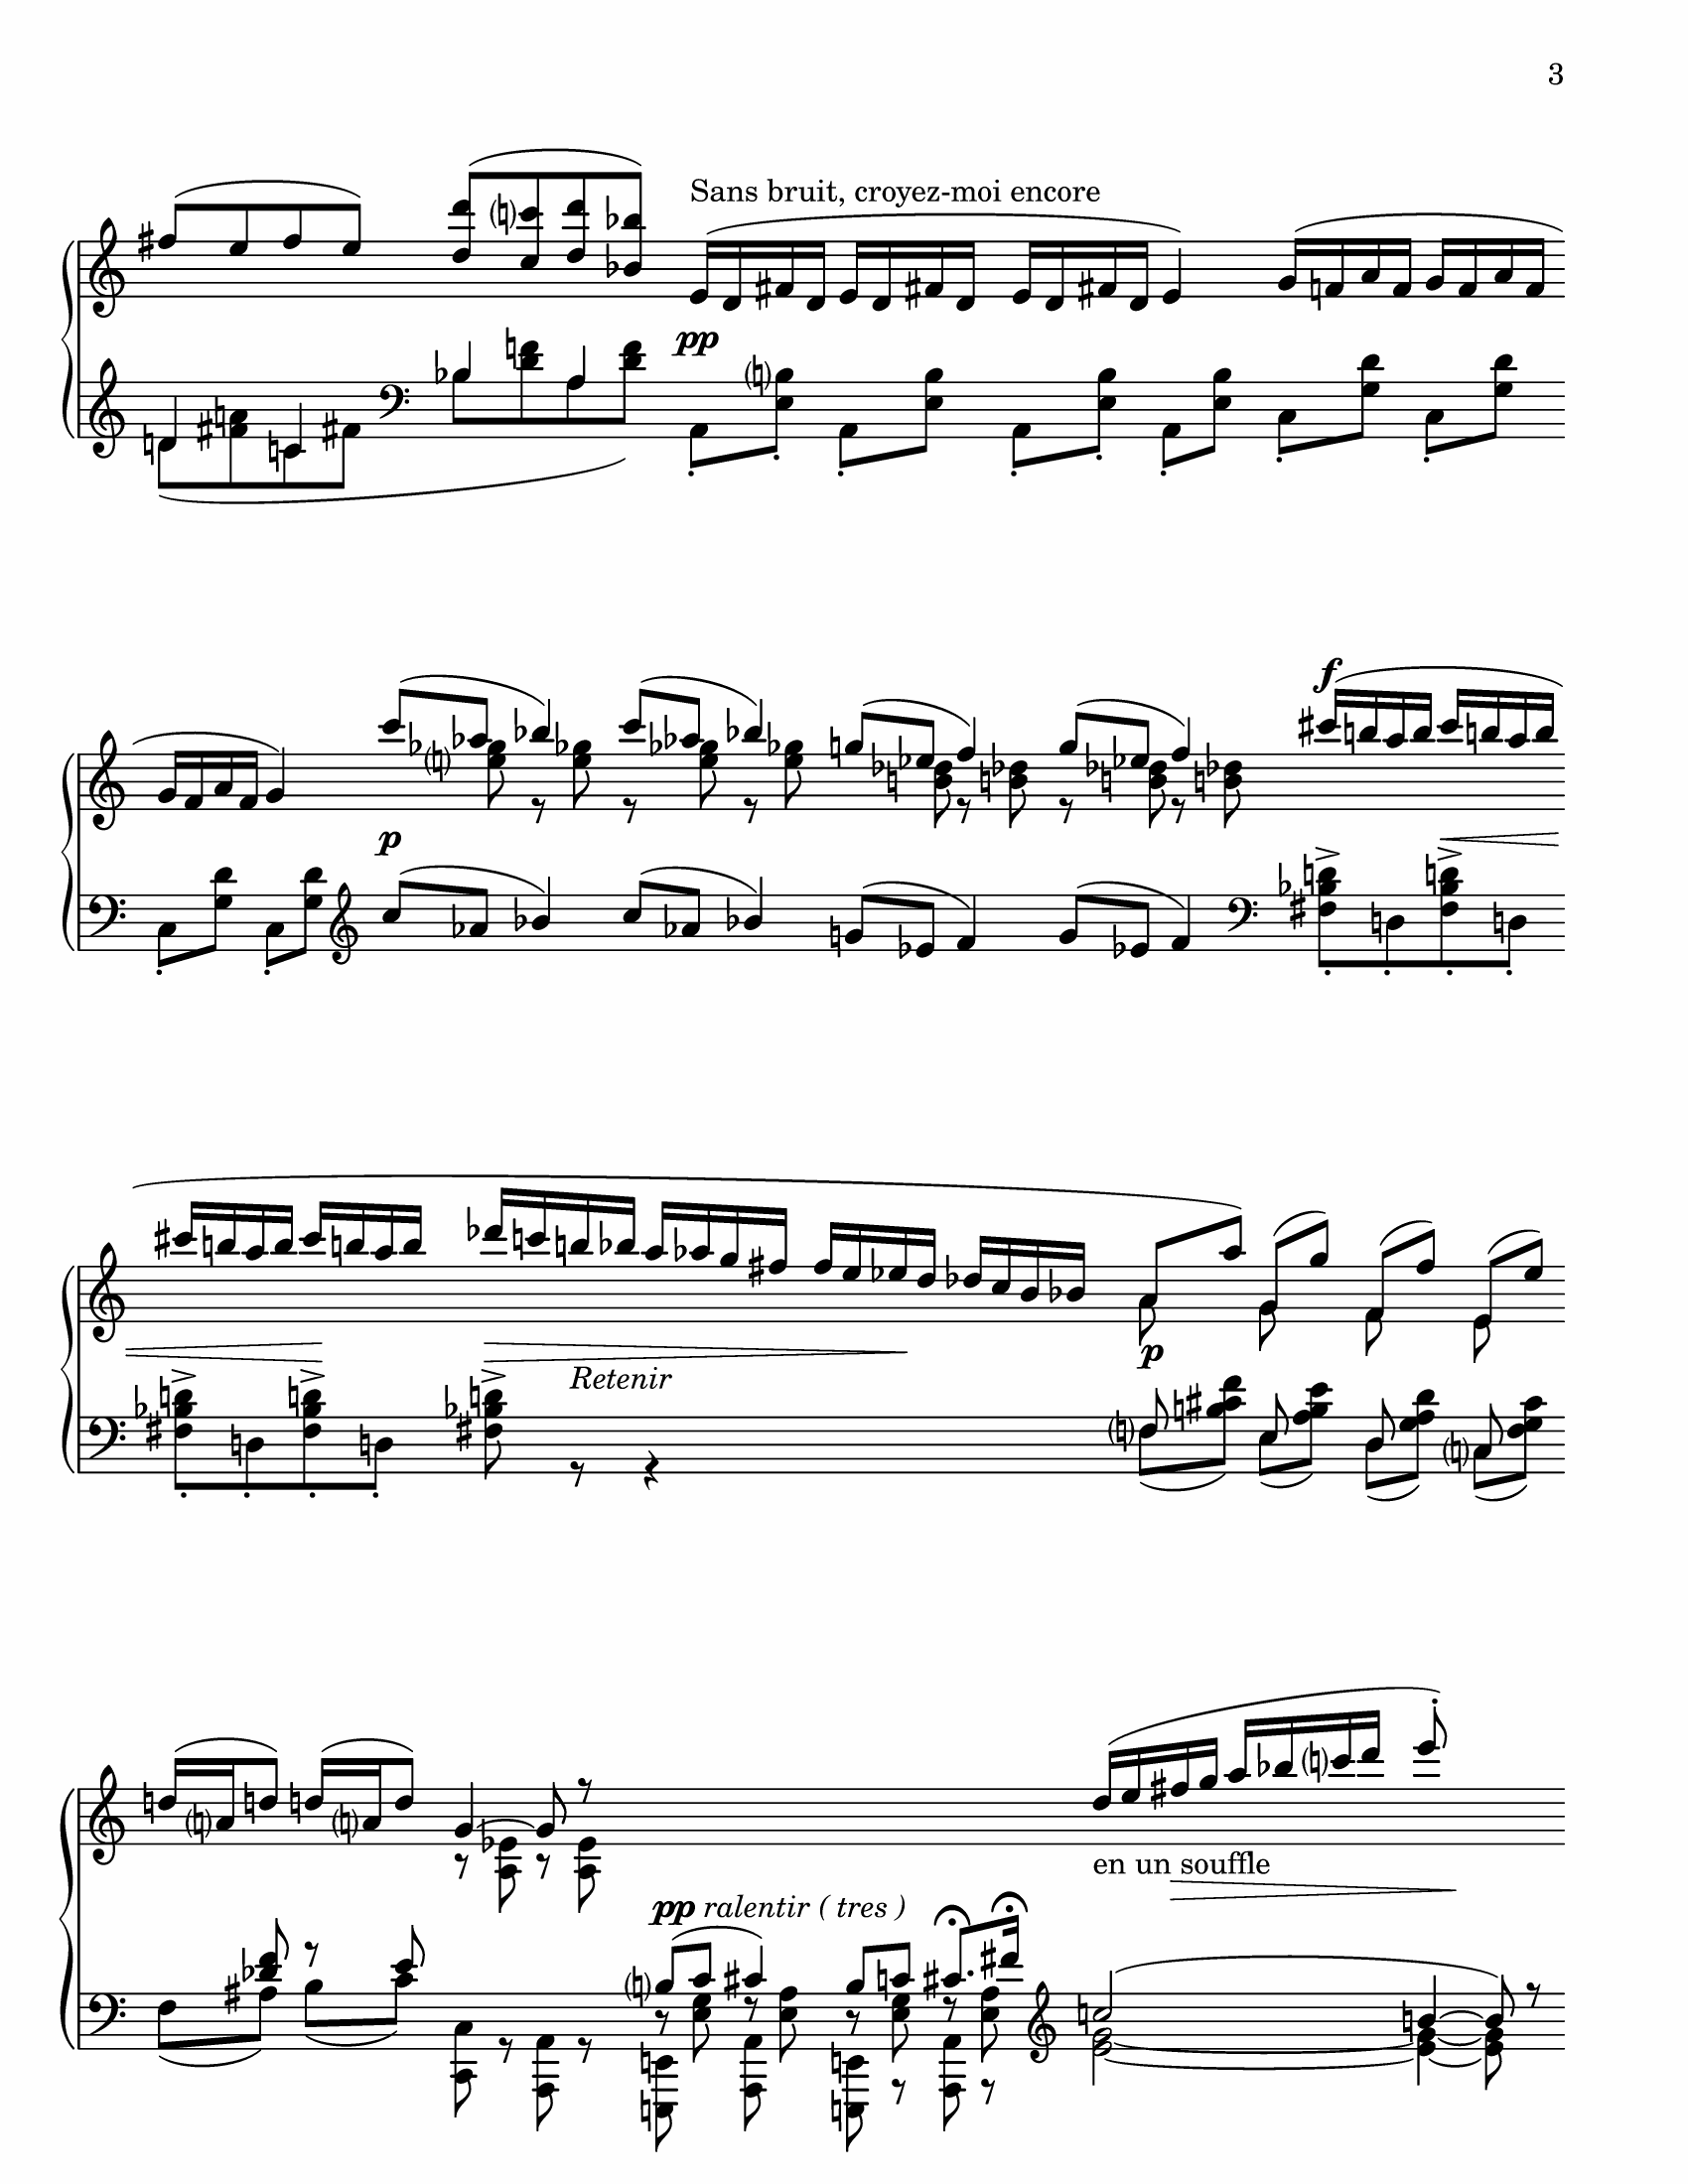 3
Sans bruit, croyez-moi encore
pp
f
p
Retenir
p
pp ralentir ( tres )
en un souffle